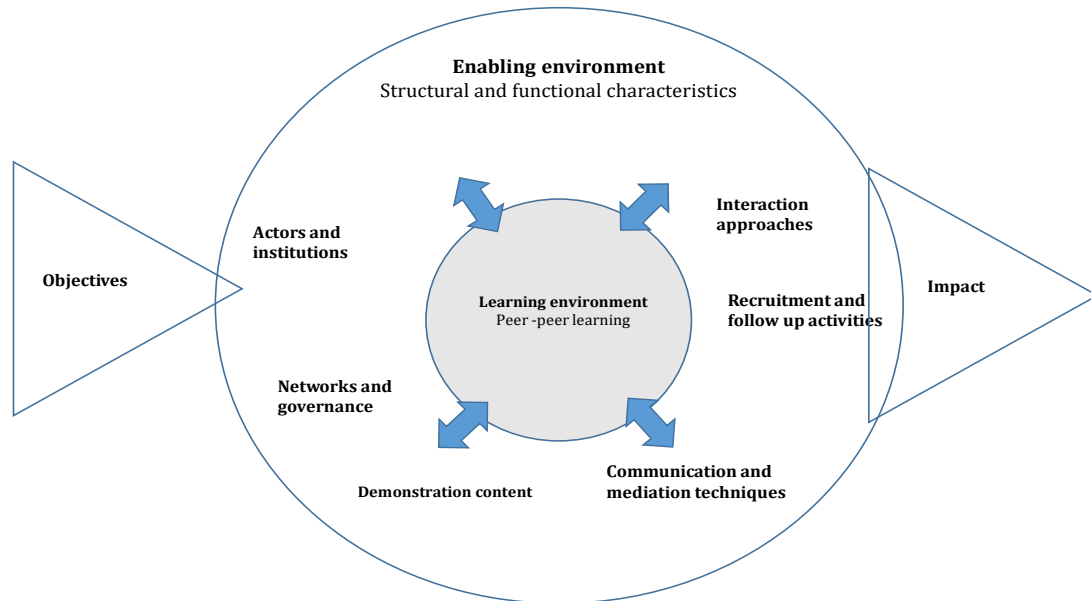 Enabling environment
Structural and functional characteristics
Actors and
institutions
Interaction
approaches
Objectives
Learning environment
Peer -peer learning
Recruitment and
follow up activities
Impact
Networks and
governance
Demonstration content
Communication and
mediation techniques